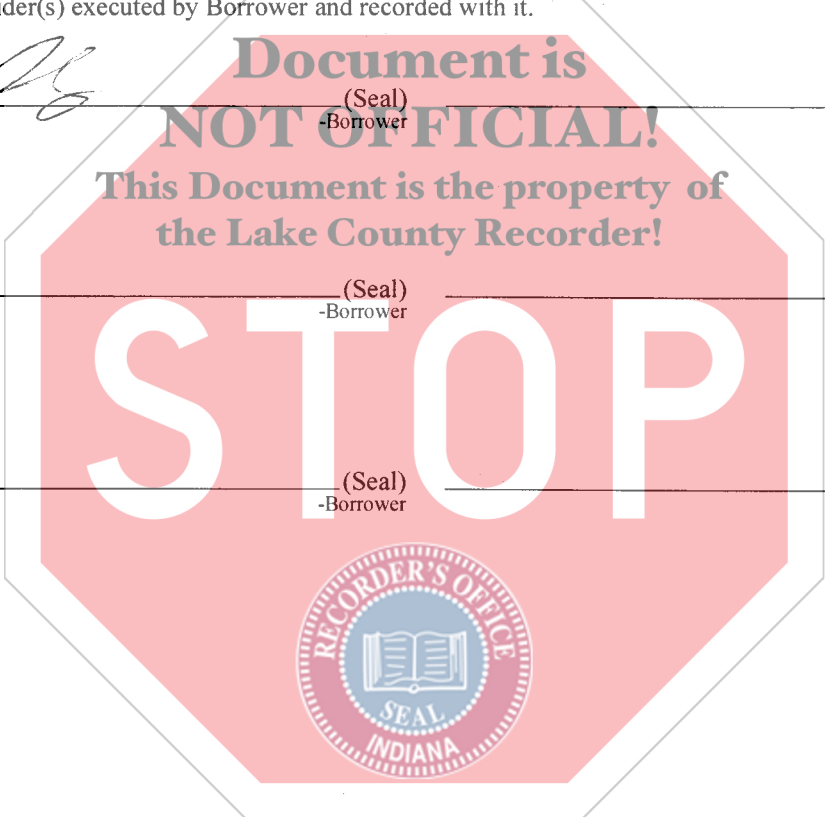 der(s) executed by Borrower and recorded with it.
Document is
(Seal)
-Borrower
NOT OFFICIAL!
This Document is the property of
the Lake County Recorder!
(Seal)
-Borrower
STOP
(Seal)
-Borrower
RECORDER'S OFFICE
SEAL
INDIANA